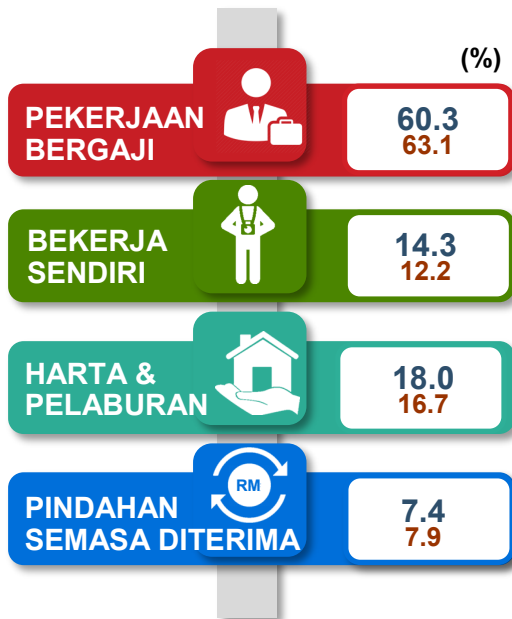 (%)
PEKERJAAN
BERGAJI
60.3
63.1
BEKERJA
SENDIRI
14.3
12.2
HARTA &
PELABURAN
18.0
16.7
RM
PINDAHAN
SEMASA DITERIMA
7.4
7.9